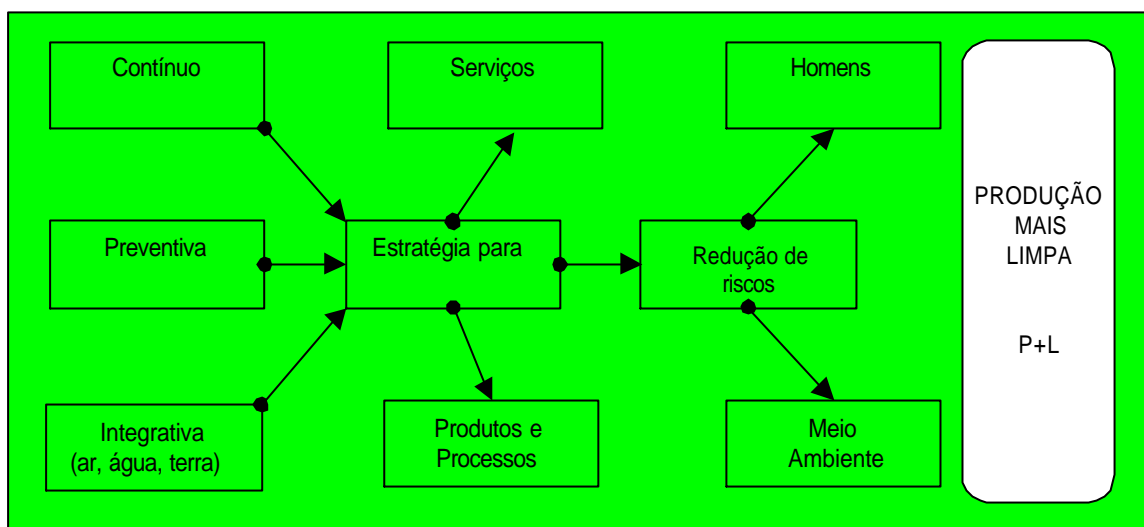 Contínuo
Serviços
Homens
Preventiva
Estratégia para
Redução de
riscos
Integrativa
(ar, água, terra)
Produtos e
Processos
Meio
Ambiente
PRODUÇÃO
MAIS
LIMPA
P+L